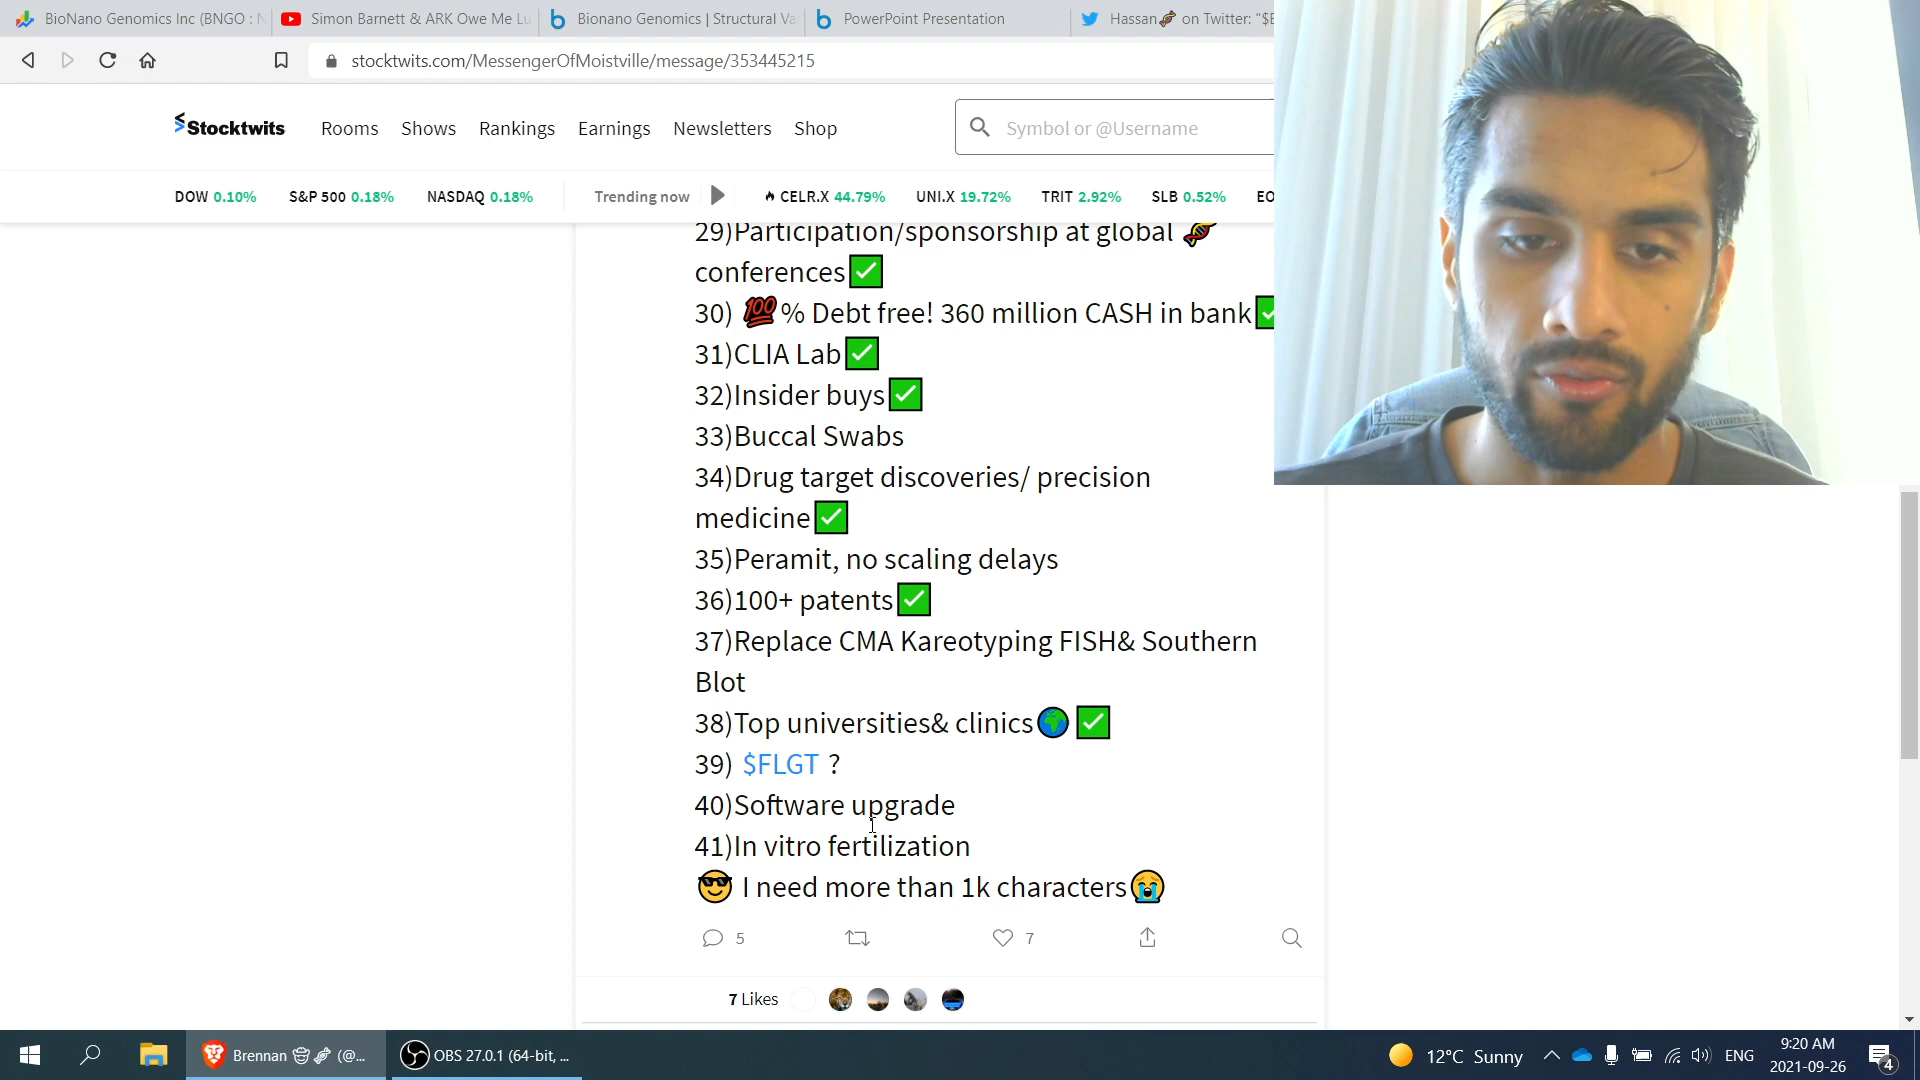 BioNano Genomics Inc (BNGO : N
Simon Barnett & ARK Owe Me Lu
Bionano Genomics | Structural Va
PowerPoint Presentation
Hassan🧬 on Twitter: "$B
stocktwits.com/MessengerOfMoistville/message/353445215
Stocktwits
Rooms
Shows
Rankings
Earnings
Newsletters
Shop
Symbol or @Username
DOW 0.10%
S&P 500 0.18%
NASDAQ 0.18%
Trending now
CELR.X 44.79%
UNI.X 19.72%
TRIT 2.92%
SLB 0.52%
EO
29)Participation/sponsorship at global 🧬
conferences✅
30) 💯% Debt free! 360 million CASH in bank✅
31)CLIA Lab✅
32)Insider buys✅
33)Buccal Swabs
34)Drug target discoveries/ precision
medicine✅
35)Peramit, no scaling delays
36)100+ patents✅
37)Replace CMA Kareotyping FISH& Southern
Blot
38)Top universities& clinics🌍 ✅
39) $FLGT ?
40)Software upgrade
41)In vitro fertilization
😎 I need more than 1k characters😭
5
7
7 Likes
Brennan 🤠🧬 (@...
OBS 27.0.1 (64-bit, ...
12°C Sunny
ENG
9:20 AM
2021-09-26
4